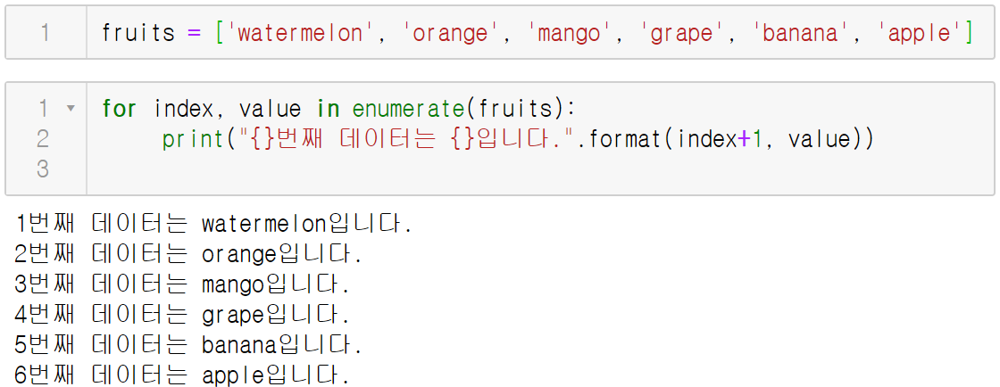 1 fruits = ['watermelon', 'orange', 'mango', 'grape', 'banana', 'apple']
1 for index, value in enumerate(fruits):
2 print("{}번째 데이터는 {}입니다.".format(index+1, value))
3
1번째 데이터는 watermelon입니다.
2번째 데이터는 orange입니다.
3번째 데이터는 mango입니다.
4번째 데이터는 grape입니다.
5번째 데이터는 banana입니다.
6번째 데이터는 apple입니다.